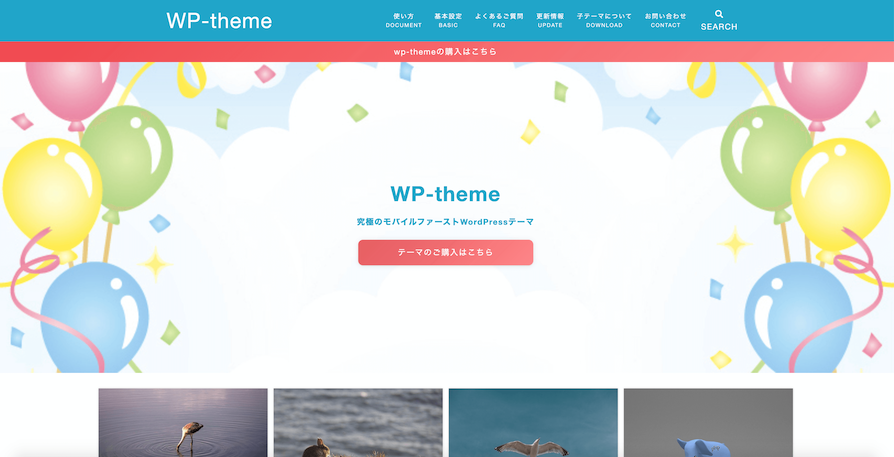 WP-theme
使い方
DOCUMENT
基本設定
BASIC
よくあるご質問
FAQ
更新情報
UPDATE
子テーマについて
DOWNLOAD
お問い合わせ
CONTACT
SEARCH
wp-themeの購入はこちら
WP-theme
究極のモバイルファーストWordPressテーマ
テーマのご購入はこちら